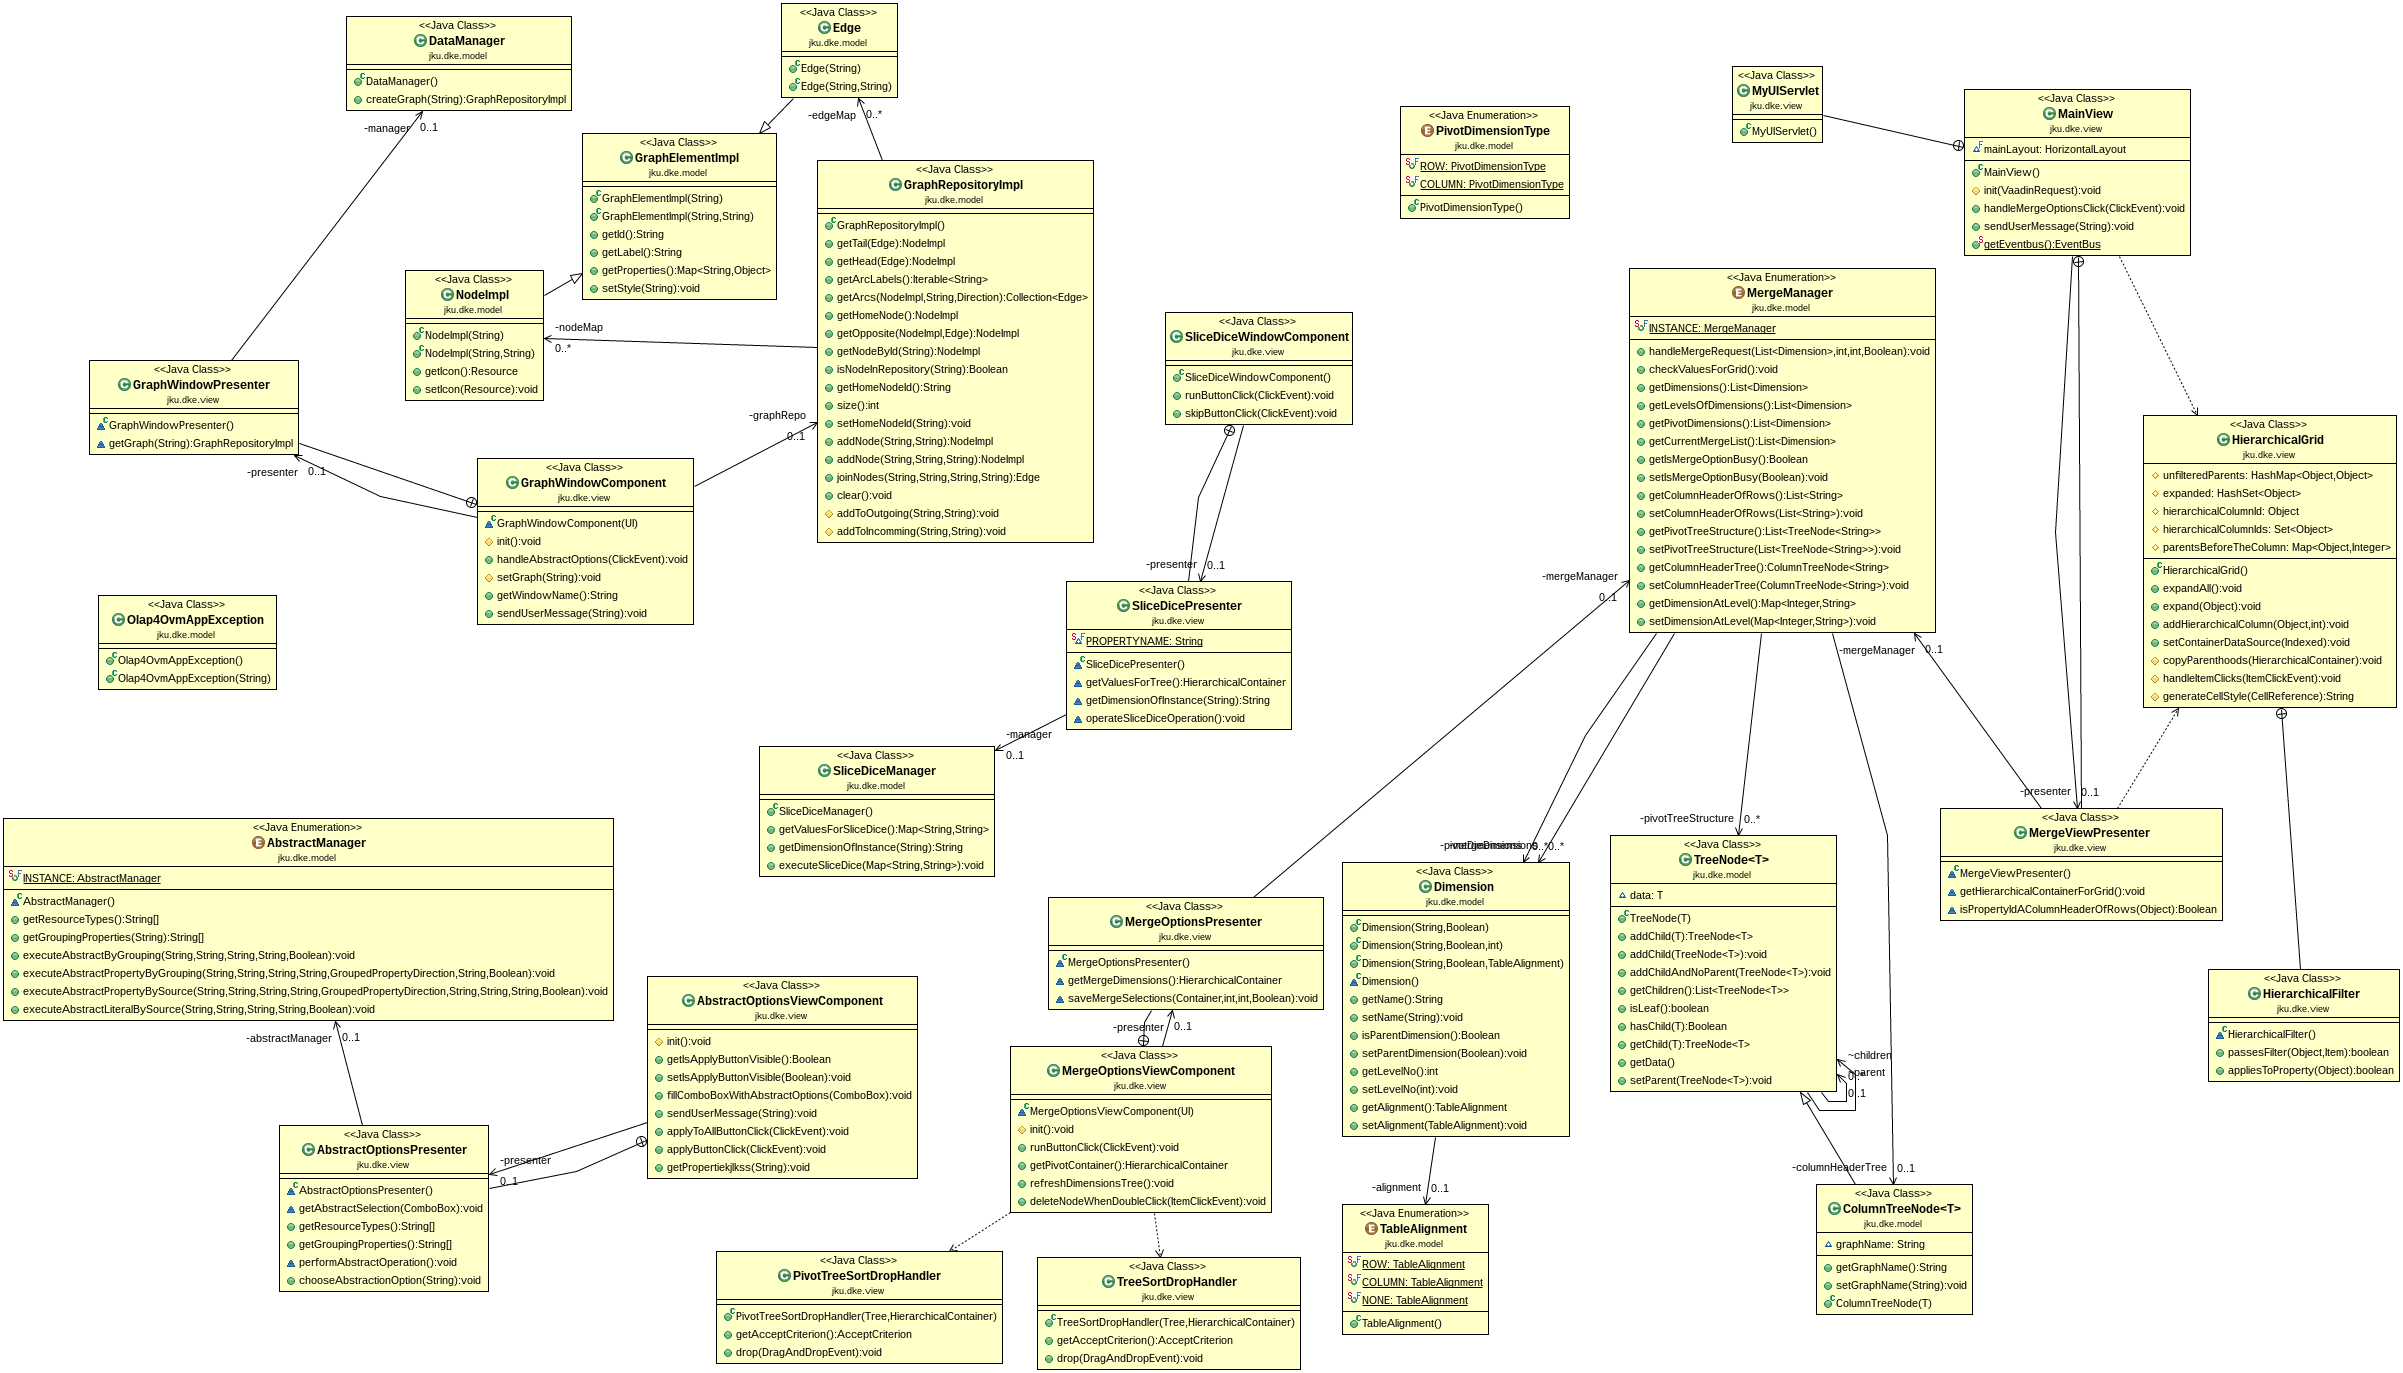 <<Java Class>>
DataManager
jku.dke.model
DataManager()
createGraph(String):GraphRepositoryImpl
<<Java Class>>
Edge
jku.dke.model
Edge(String)
Edge(String,String)
-manager
0..1
-edgeMap
0..*
<<Java Class>>
GraphElementImpl
jku.dke.model
GraphElementImpl(String)
GraphElementImpl(String,String)
getId():String
getLabel():String
getProperties():Map<String,Object>
setStyle(String):void
<<Java Class>>
NodeImpl
jku.dke.model
NodeImpl(String)
NodeImpl(String,String)
getIcon():Resource
setIcon(Resource):void
-nodeMap
0..*
<<Java Class>>
GraphRepositoryImpl
jku.dke.model
GraphRepositoryImpl()
getTail(Edge):NodeImpl
getHead(Edge):NodeImpl
getArcLabels():Iterable<String>
getArcs(NodeImpl,String,Direction):Collection<Edge>
getHomeNode():NodeImpl
getOpposite(NodeImpl,Edge):NodeImpl
getNodeById(String):NodeImpl
isNodeInRepository(String):Boolean
getHomeNodeId():String
size():int
setHomeNodeId(String):void
addNode(String,String):NodeImpl
addNode(String,String,String):NodeImpl
joinNodes(String,String,String,String):Edge
clear():void
addToOutgoing(String,String):void
addToIncomming(String,String):void
<<Java Class>>
GraphWindowPresenter
jku.dke.view
GraphWindowPresenter()
getGraph(String):GraphRepositoryImpl
-presenter
0..1
-graphRepo
0..1
<<Java Class>>
GraphWindowComponent
jku.dke.view
GraphWindowComponent(UI)
init():void
handleAbstractOptions(ClickEvent):void
setGraph(String):void
getWindowName():String
sendUserMessage(String):void
<<Java Class>>
Olap4OvmAppException
jku.dke.model
Olap4OvmAppException()
Olap4OvmAppException(String)
<<Java Class>>
SliceDiceWindowComponent
jku.dke.view
SliceDiceWindowComponent()
runButtonClick(ClickEvent):void
skipButtonClick(ClickEvent):void
-presenter
0..1
<<Java Class>>
SliceDicePresenter
jku.dke.view
PROPERTYNAME: String
SliceDicePresenter()
getValuesForTree():HierarchicalContainer
getDimensionOfInstance(String):String
operateSliceDiceOperation():void
-manager
0..1
<<Java Class>>
SliceDiceManager
jku.dke.model
SliceDiceManager()
getValuesForSliceDice():Map<String,String>
getDimensionOfInstance(String):String
executeSliceDice(Map<String,String>):void
<<Java Enumeration>>
PivotDimensionType
jku.dke.model
ROW: PivotDimensionType
COLUMN: PivotDimensionType
PivotDimensionType()
<<Java Class>>
MyUIServlet
jku.dke.view
MyUIServlet()
<<Java Class>>
MainView
jku.dke.view
mainLayout: HorizontalLayout
MainView()
init(VaadinRequest):void
handleMergeOptionsClick(ClickEvent):void
sendUserMessage(String):void
getEventbus():EventBus
<<Java Enumeration>>
MergeManager
jku.dke.model
INSTANCE: MergeManager
handleMergeRequest(List<Dimension>,int,int,Boolean):void
checkValuesForGrid():void
getDimensions():List<Dimension>
getLevelsOfDimensions():List<Dimension>
getPivotDimensions():List<Dimension>
getCurrentMergeList():List<Dimension>
getIsMergeOptionBusy():Boolean
setIsMergeOptionBusy(Boolean):void
getColumnHeaderOfRows():List<String>
setColumnHeaderOfRows(List<String>):void
getPivotTreeStructure():List<TreeNode<String>>
setPivotTreeStructure(List<TreeNode<String>>):void
getColumnHeaderTree():ColumnTreeNode<String>
setColumnHeaderTree(ColumnTreeNode<String>):void
getDimensionAtLevel():Map<Integer,String>
setDimensionAtLevel(Map<Integer,String>):void
-mergeManager
0..1
-mergeManager
0..1
<<Java Class>>
HierarchicalGrid
jku.dke.view
unfilteredParents: HashMap<Object,Object>
expanded: HashSet<Object>
hierarchicalColumnId: Object
hierarchicalColumnIds: Set<Object>
parentsBeforeTheColumn: Map<Object,Integer>
HierarchicalGrid()
expandAll():void
expand(Object):void
addHierarchicalColumn(Object,int):void
setContainerDataSource(Indexed):void
copyParenthoods(HierarchicalContainer):void
handleItemClicks(ItemClickEvent):void
generateCellStyle(CellReference):String
-presenter
0..1
<<Java Class>>
MergeViewPresenter
jku.dke.view
MergeViewPresenter()
getHierarchicalContainerForGrid():void
isPropertyIdAColumnHeaderOfRows(Object):Boolean
<<Java Class>>
HierarchicalFilter
jku.dke.view
HierarchicalFilter()
passesFilter(Object,Item):boolean
appliesToProperty(Object):boolean
<<Java Enumeration>>
AbstractManager
jku.dke.model
INSTANCE: AbstractManager
AbstractManager()
getResourceTypes():String[]
getGroupingProperties(String):String[]
executeAbstractByGrouping(String,String,String,String,Boolean):void
executeAbstractPropertyByGrouping(String,String,String,String,GroupedPropertyDirection,String,Boolean):void
executeAbstractPropertyBySource(String,String,String,String,GroupedPropertyDirection,String,String,String,Boolean):void
executeAbstractLiteralBySource(String,String,String,String,Boolean):void
-abstractManager
0..1
<<Java Class>>
AbstractOptionsViewComponent
jku.dke.view
init():void
getIsApplyButtonVisible():Boolean
setIsApplyButtonVisible(Boolean):void
fillComboBoxWithAbstractOptions(ComboBox):void
sendUserMessage(String):void
applyToAllButtonClick(ClickEvent):void
applyButtonClick(ClickEvent):void
getPropertiekjlkss(String):void
-presenter
0..1
<<Java Class>>
AbstractOptionsPresenter
jku.dke.view
AbstractOptionsPresenter()
getAbstractSelection(ComboBox):void
getResourceTypes():String[]
getGroupingProperties():String[]
performAbstractOperation():void
chooseAbstractionOption(String):void
<<Java Class>>
MergeOptionsPresenter
jku.dke.view
MergeOptionsPresenter()
getMergeDimensions():HierarchicalContainer
saveMergeSelections(Container,int,int,Boolean):void
-presenter
0..1
<<Java Class>>
MergeOptionsViewComponent
jku.dke.view
MergeOptionsViewComponent(UI)
init():void
runButtonClick(ClickEvent):void
getPivotContainer():HierarchicalContainer
refreshDimensionsTree():void
deleteNodeWhenDoubleClick(ItemClickEvent):void
<<Java Class>>
PivotTreeSortDropHandler
jku.dke.view
PivotTreeSortDropHandler(Tree,HierarchicalContainer)
getAcceptCriterion():AcceptCriterion
drop(DragAndDropEvent):void
<<Java Class>>
TreeSortDropHandler
jku.dke.view
TreeSortDropHandler(Tree,HierarchicalContainer)
getAcceptCriterion():AcceptCriterion
drop(DragAndDropEvent):void
0..*
0..*
<<Java Class>>
Dimension
jku.dke.model
Dimension(String,Boolean)
Dimension(String,Boolean,int)
Dimension(String,Boolean,TableAlignment)
Dimension()
getName():String
setName(String):void
isParentDimension():Boolean
setParentDimension(Boolean):void
getLevelNo():int
setLevelNo(int):void
getAlignment():TableAlignment
setAlignment(TableAlignment):void
-alignment
0..1
<<Java Enumeration>>
TableAlignment
jku.dke.model
ROW: TableAlignment
COLUMN: TableAlignment
NONE: TableAlignment
TableAlignment()
-pivotTreeStructure
0..*
<<Java Class>>
TreeNode<T>
jku.dke.model
data: T
TreeNode(T)
addChild(T):TreeNode<T>
addChild(TreeNode<T>):void
addChildAndNoParent(TreeNode<T>):void
getChildren():List<TreeNode<T>>
isLeaf():boolean
hasChild(T):Boolean
getChild(T):TreeNode<T>
getData()
setParent(TreeNode<T>):void
~children
0..*
-parent
0..1
-columnHeaderTree
0..1
<<Java Class>>
ColumnTreeNode<T>
jku.dke.model
graphName: String
getGraphName():String
setGraphName(String):void
ColumnTreeNode(T)